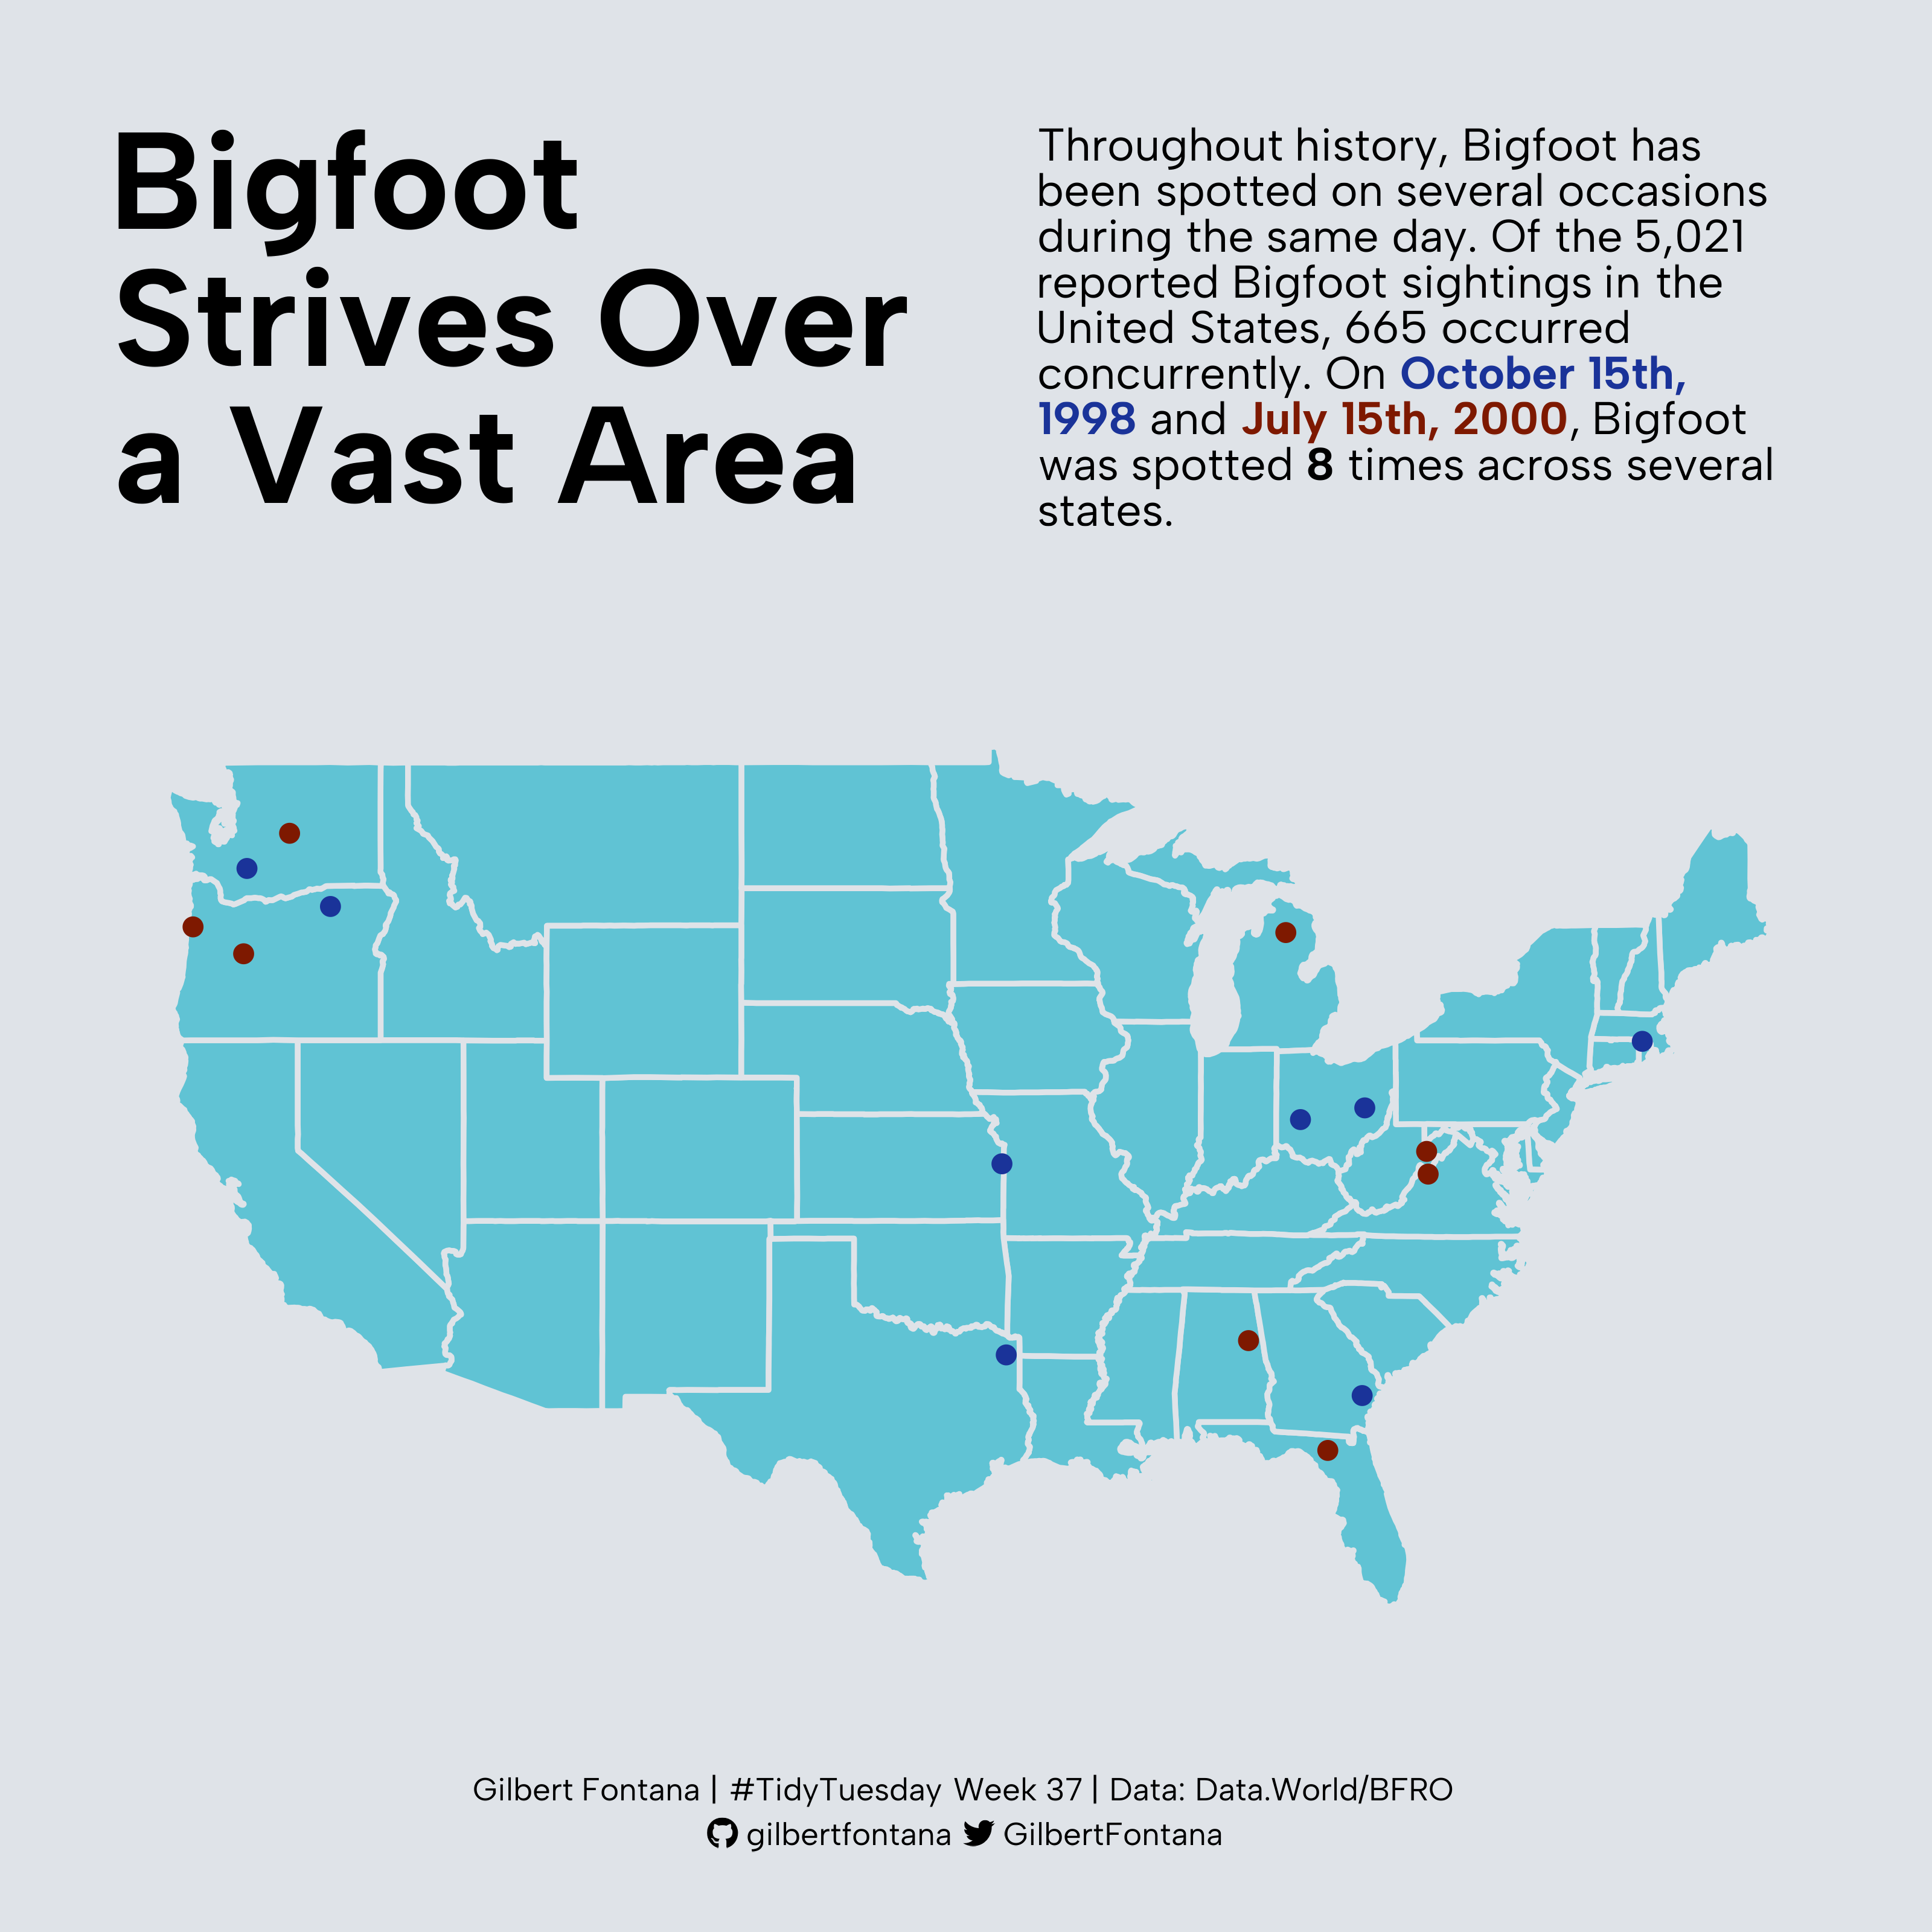 Bigfoot
Strives Over
a Vast Area
Throughout history, Bigfoot has
been spotted on several occasions
during the same day. Of the 5,021
reported Bigfoot sightings in the
United States, 665 occurred
concurrently. On October 15th,
1998 and July 15th, 2000, Bigfoot
was spotted 8 times across several
states.
Gilbert Fontana | #TidyTuesday Week 37 | Data: Data.World/BFRO
gilbertfontana GilbertFontana